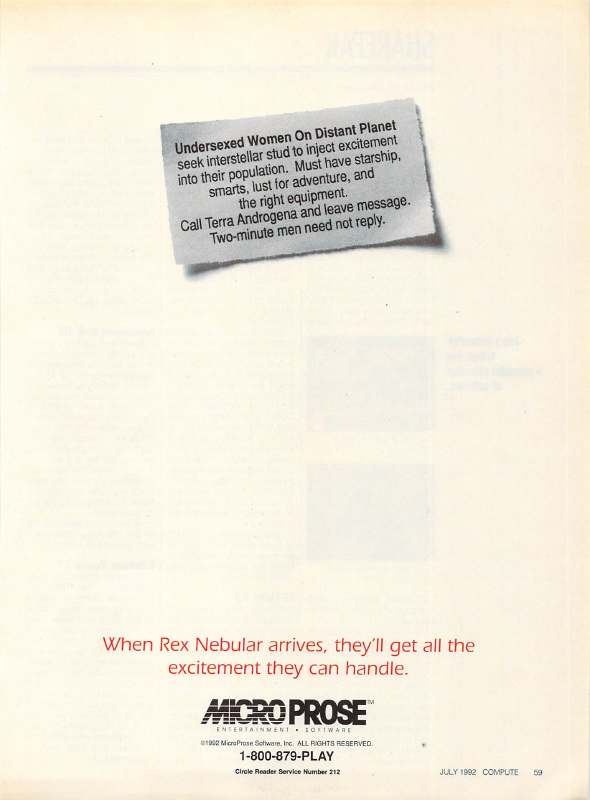 Undersexed Women On Distant Planet
seek interstellar stud to inject excitement
into their population. Must have starship,
smarts, lust for adventure, and
the right equipment.
Call Terra Androgena and leave message.
Two-minute men need not reply.
When Rex Nebular arrives, they'll get all the
excitement they can handle.
MICROPROSE™
ENTERTAINMENT • SOFTWARE
©1992 MicroProse Software, Inc. ALL RIGHTS RESERVED.
1-800-879-PLAY
Circle Reader Service Number 212
JULY 1992 COMPUTE 59
SHAREPAK